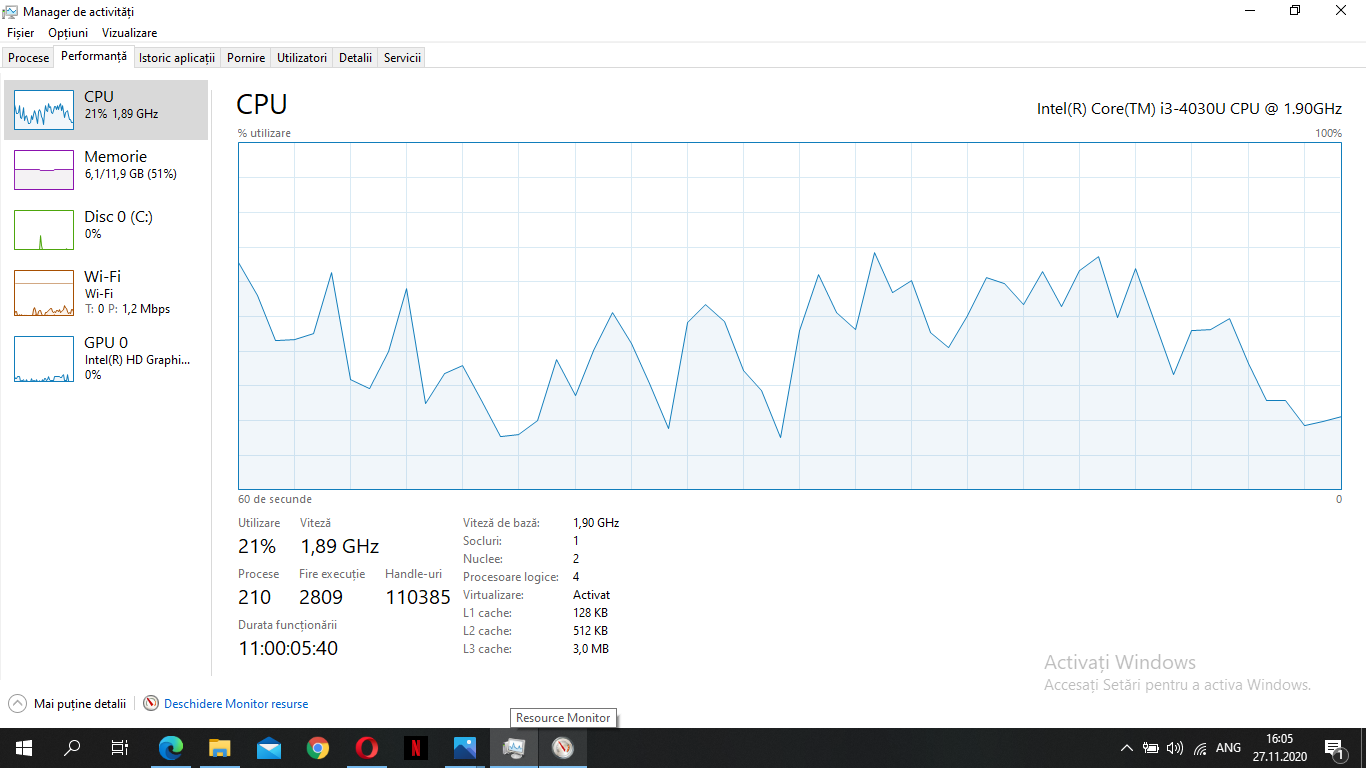 Manager de activități
Fișier Opțiuni Vizualizare
Procese Performanță Istoric aplicații Pornire Utilizatori Detalii Servicii
CPU
21% 1,89 GHz
Memorie
6,1/11,9 GB (51%)
Disc 0 (C:)
0%
Wi-Fi
Wi-Fi
T: 0 P: 1,2 Mbps
GPU 0
Intel(R) HD Graphi...
0%
CPU
Intel(R) Core(TM) i3-4030U CPU @ 1.90GHz
% utilizare 100%
60 de secunde 0
Utilizare Viteză
21% 1,89 GHz
Procese Fire execuție Handle-uri
210 2809 110385
Durata funcționării
11:00:05:40
Viteză de bază: 1,90 GHz
Socluri: 1
Nuclee: 2
Procesoare logice: 4
Virtualizare: Activat
L1 cache: 128 KB
L2 cache: 512 KB
L3 cache: 3,0 MB
Activați Windows
Accesați Setări pentru a activa Windows.
Mai puține detalii Deschidere Monitor resurse
Resource Monitor
N
ANG
16:05
27.11.2020
1